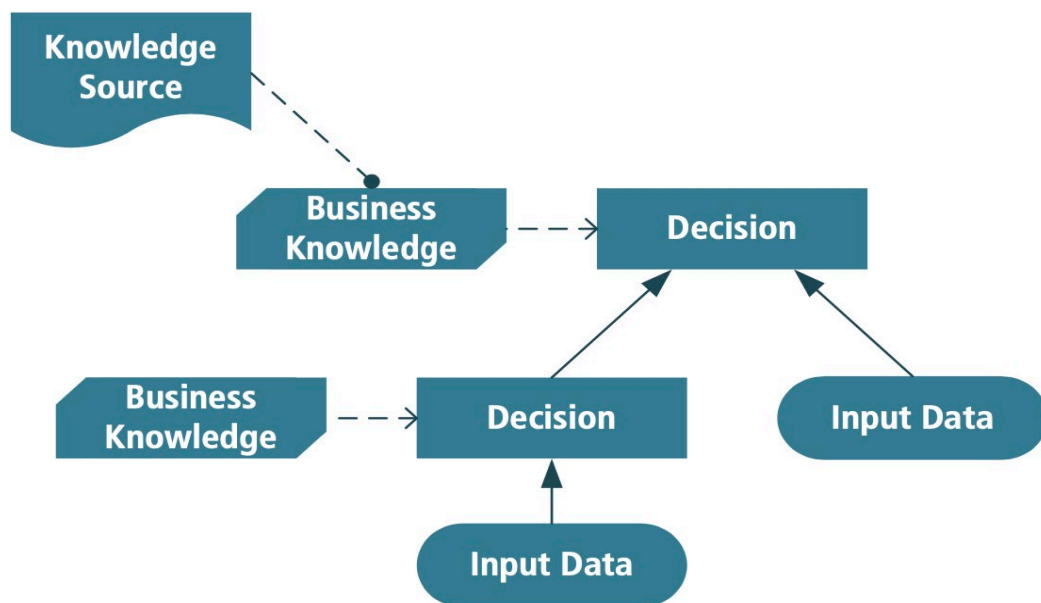 Knowledge
Source
Business
Knowledge
Decision
Business
Knowledge
Decision
Input Data
Input Data